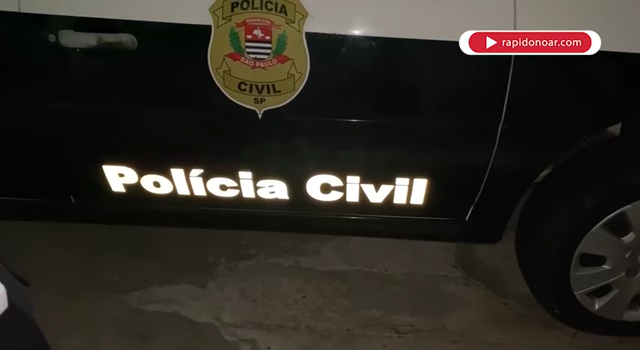 POLÍCIA
SÃO PAULO
CIVIL
SP
rapidonoar.com
Polícia Civil